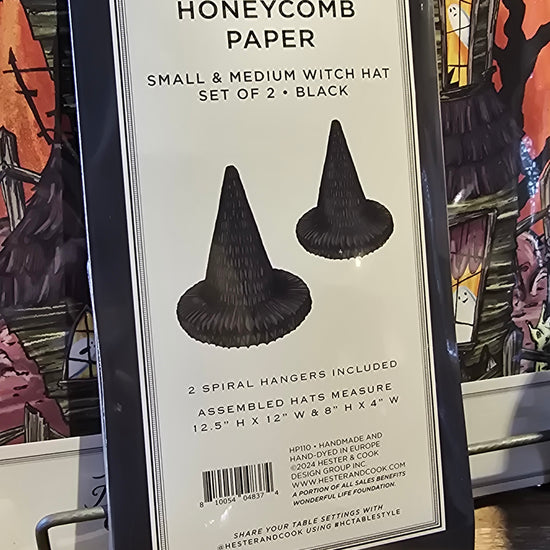 HONEYCOMB
PAPER
SMALL & MEDIUM WITCH HAT
SET OF 2 • BLACK
2 SPIRAL HANGERS INCLUDED
ASSEMBLED HATS MEASURE
12.5" H X 12" W & 8" H X 4" W
HP110 • HANDMADE AND
HAND-DYED IN EUROPE
©2024 HESTER & COOK
DESIGN GROUP INC.
WWW.HESTERANDCOOK.COM
A PORTION OF ALL SALES BENEFITS
WONDERFUL LIFE FOUNDATION.
8 10054 04837 4
SHARE YOUR TABLE SETTINGS WITH
@HESTERANDCOOK USING #HCTABLESTYLE